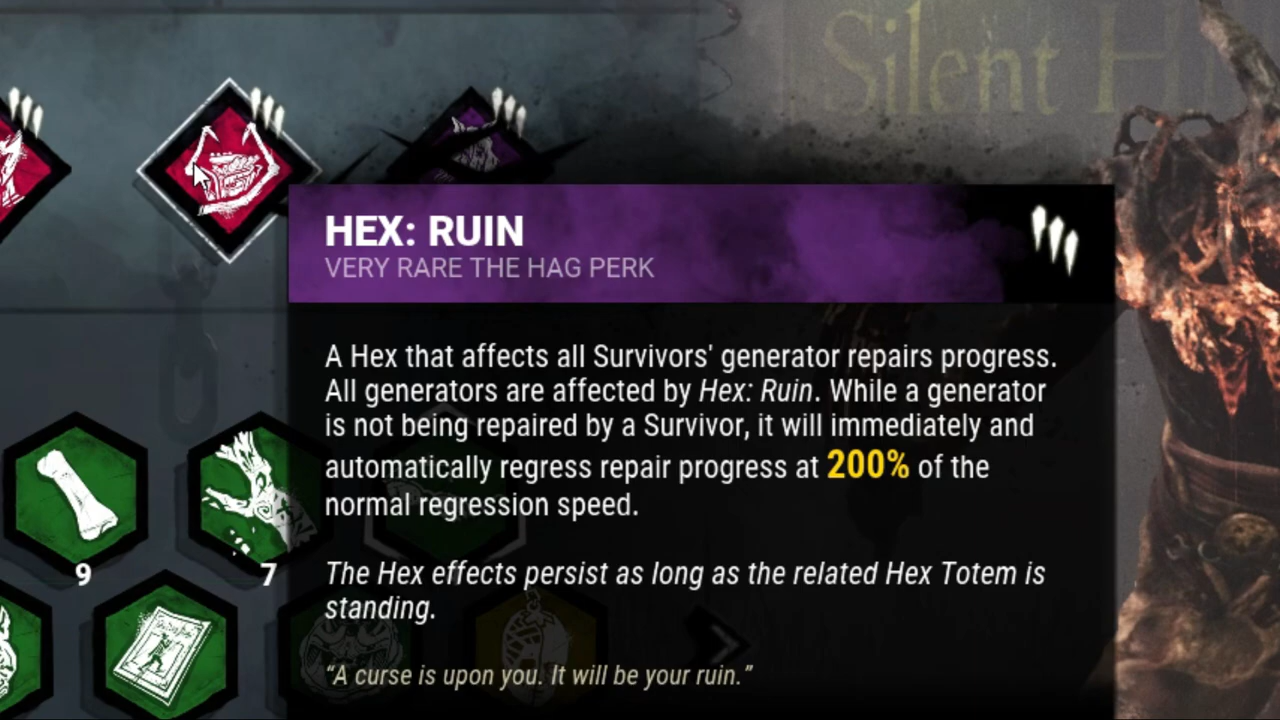 Silent H
HEX: RUIN
VERY RARE THE HAG PERK
A Hex that affects all Survivors' generator repairs progress.
All generators are affected by Hex: Ruin. While a generator
is not being repaired by a Survivor, it will immediately and
automatically regress repair progress at 200% of the
normal regression speed.
The Hex effects persist as long as the related Hex Totem is
standing.
“A curse is upon you. It will be your ruin.”
9
7